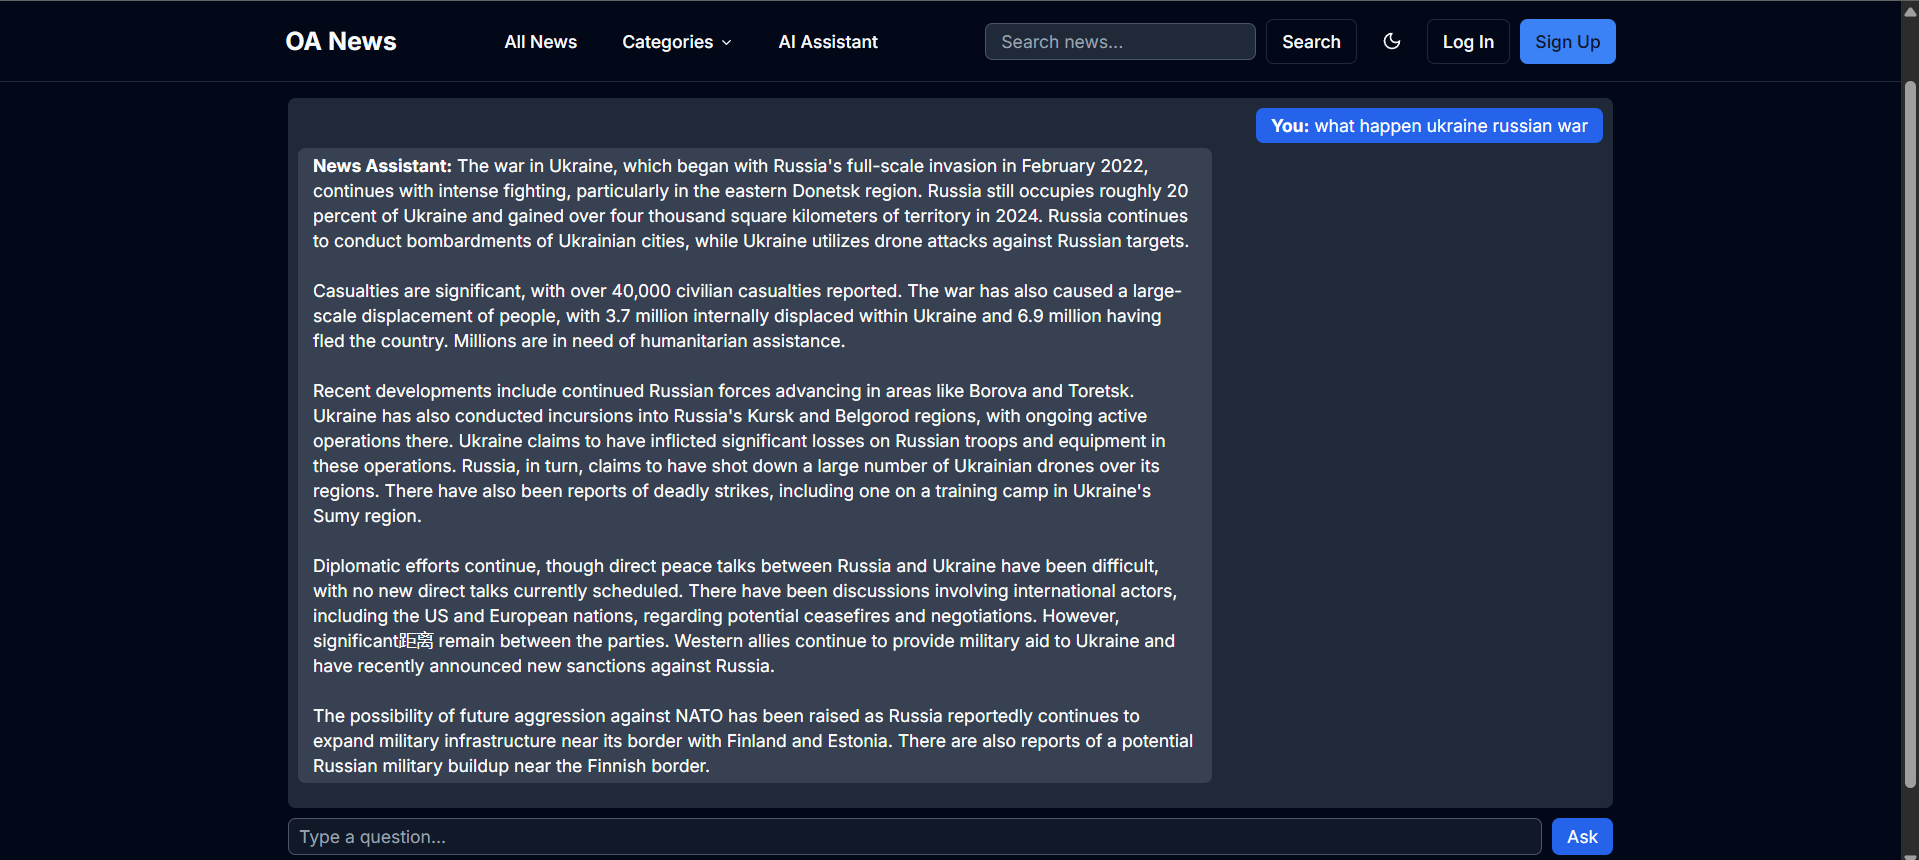 OA News
All News
Categories
AI Assistant
Search news...
Search
Log In
Sign Up
You: what happen ukraine russian war
News Assistant: The war in Ukraine, which began with Russia's full-scale invasion in February 2022,
continues with intense fighting, particularly in the eastern Donetsk region. Russia still occupies roughly 20
percent of Ukraine and gained over four thousand square kilometers of territory in 2024. Russia continues
to conduct bombardments of Ukrainian cities, while Ukraine utilizes drone attacks against Russian targets.
Casualties are significant, with over 40,000 civilian casualties reported. The war has also caused a large-
scale displacement of people, with 3.7 million internally displaced within Ukraine and 6.9 million having
fled the country. Millions are in need of humanitarian assistance.
Recent developments include continued Russian forces advancing in areas like Borova and Toretsk.
Ukraine has also conducted incursions into Russia's Kursk and Belgorod regions, with ongoing active
operations there. Ukraine claims to have inflicted significant losses on Russian troops and equipment in
these operations. Russia, in turn, claims to have shot down a large number of Ukrainian drones over its
regions. There have also been reports of deadly strikes, including one on a training camp in Ukraine's
Sumy region.
Diplomatic efforts continue, though direct peace talks between Russia and Ukraine have been difficult,
with no new direct talks currently scheduled. There have been discussions involving international actors,
including the US and European nations, regarding potential ceasefires and negotiations. However,
significant距离 remain between the parties. Western allies continue to provide military aid to Ukraine and
have recently announced new sanctions against Russia.
The possibility of future aggression against NATO has been raised as Russia reportedly continues to
expand military infrastructure near its border with Finland and Estonia. There are also reports of a potential
Russian military buildup near the Finnish border.
Type a question...
Ask